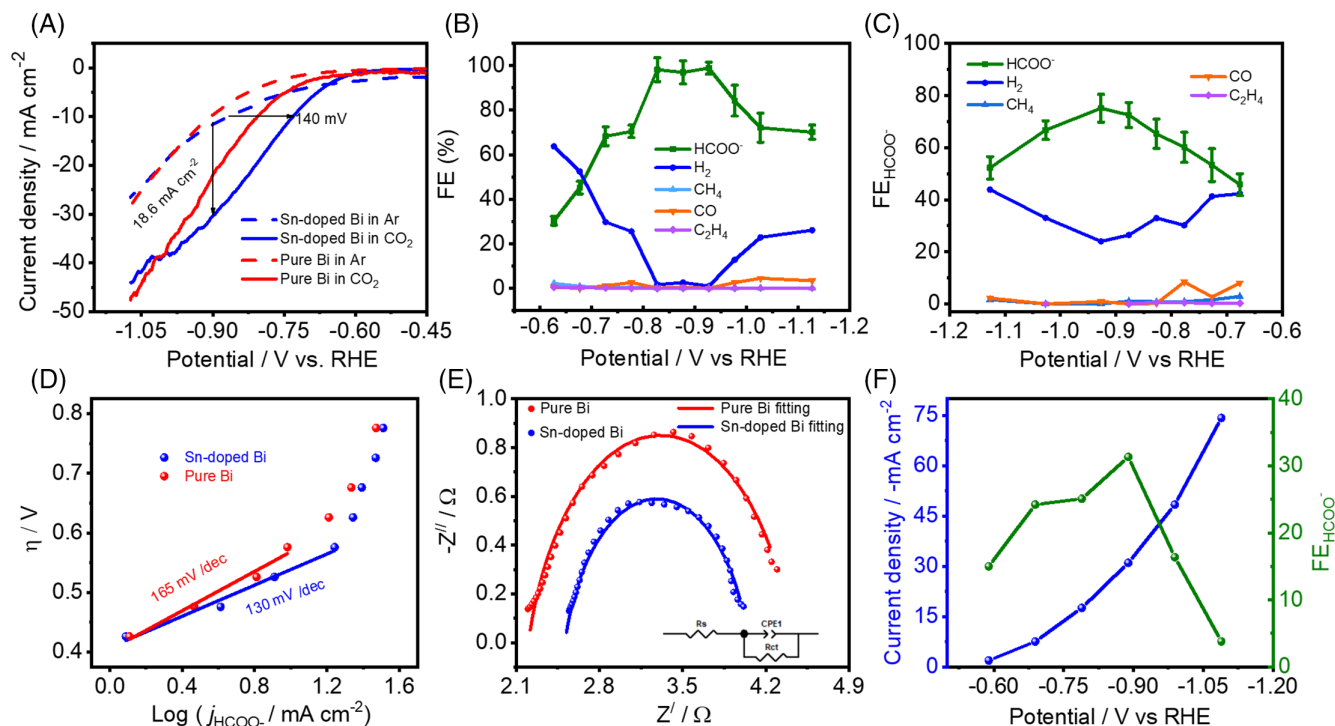 (A)
Current density / mA cm⁻²
0
-10
-20
-30
-40
-50
140 mV
18.6 mA cm⁻²
Sn-doped Bi in Ar
Sn-doped Bi in CO₂
Pure Bi in Ar
Pure Bi in CO₂
-1.05 -0.90 -0.75 -0.60 -0.45
Potential / V vs. RHE
(B)
FE (%)
100
80
60
40
20
0
HCOO⁻
H₂
CH₄
CO
C₂H₄
-0.6 -0.7 -0.8 -0.9 -1.0 -1.1 -1.2
Potential / V vs RHE
(C)
FE_HCOO⁻
100
80
60
40
20
0
HCOO⁻
H₂
CH₄
CO
C₂H₄
-1.2 -1.1 -1.0 -0.9 -0.8 -0.7 -0.6
Potential / V vs RHE
(D)
η / V
0.8
0.7
0.6
0.5
0.4
Sn-doped Bi
Pure Bi
165 mV /dec
130 mV /dec
0.0 0.4 0.8 1.2 1.6
Log ( j_HCOO- / mA cm⁻²)
(E)
-Z// / Ω
1.0
0.8
0.6
0.4
0.2
0.0
Pure Bi
Sn-doped Bi
Pure Bi fitting
Sn-doped Bi fitting
Rs
CPE1
Rct
2.1 2.8 3.5 4.2 4.9
Z/ / Ω
(F)
Current density / -mA cm⁻²
75
60
45
30
15
0
40
30
20
10
0
FE_HCOO⁻
-0.60 -0.75 -0.90 -1.05 -1.20
Potential / V vs RHE